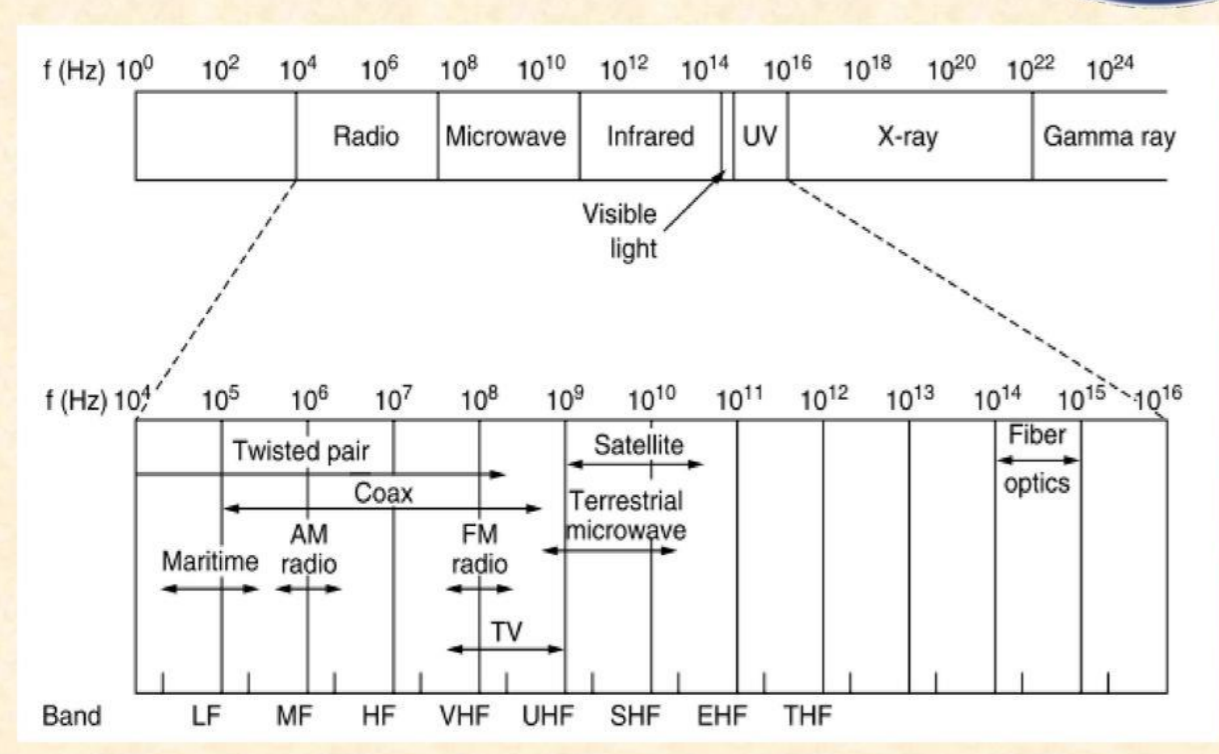 f (Hz) 10⁰ 10² 10⁴ 10⁶ 10⁸ 10¹⁰ 10¹² 10¹⁴ 10¹⁶ 10¹⁸ 10²⁰ 10²² 10²⁴
Radio Microwave Infrared UV X-ray Gamma ray
Visible
light
f (Hz) 10⁴ 10⁵ 10⁶ 10⁷ 10⁸ 10⁹ 10¹⁰ 10¹¹ 10¹² 10¹³ 10¹⁴ 10¹⁵ 10¹⁶
Twisted pair
Coax
Satellite
Fiber
optics
Terrestrial
microwave
AM
radio
FM
radio
Maritime
TV
Band LF MF HF VHF UHF SHF EHF THF